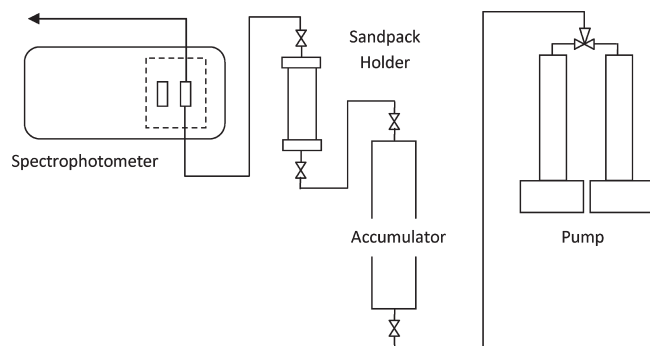 Sandpack
Holder
Spectrophotometer
Accumulator
Pump